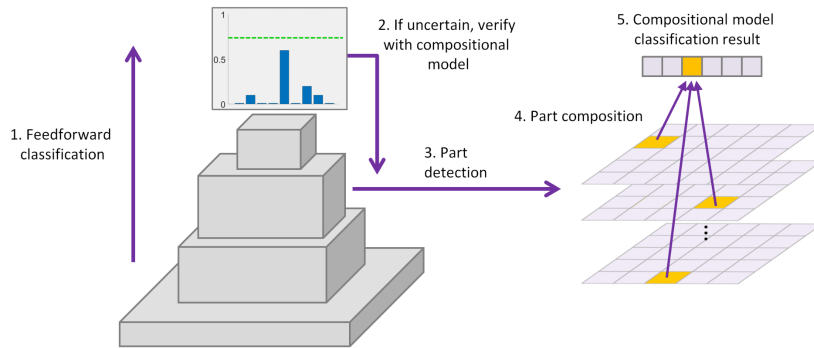 1. Feedforward
classification
1
0.5
0
2. If uncertain, verify
with compositional
model
3. Part
detection
4. Part composition
5. Compositional model
classification result